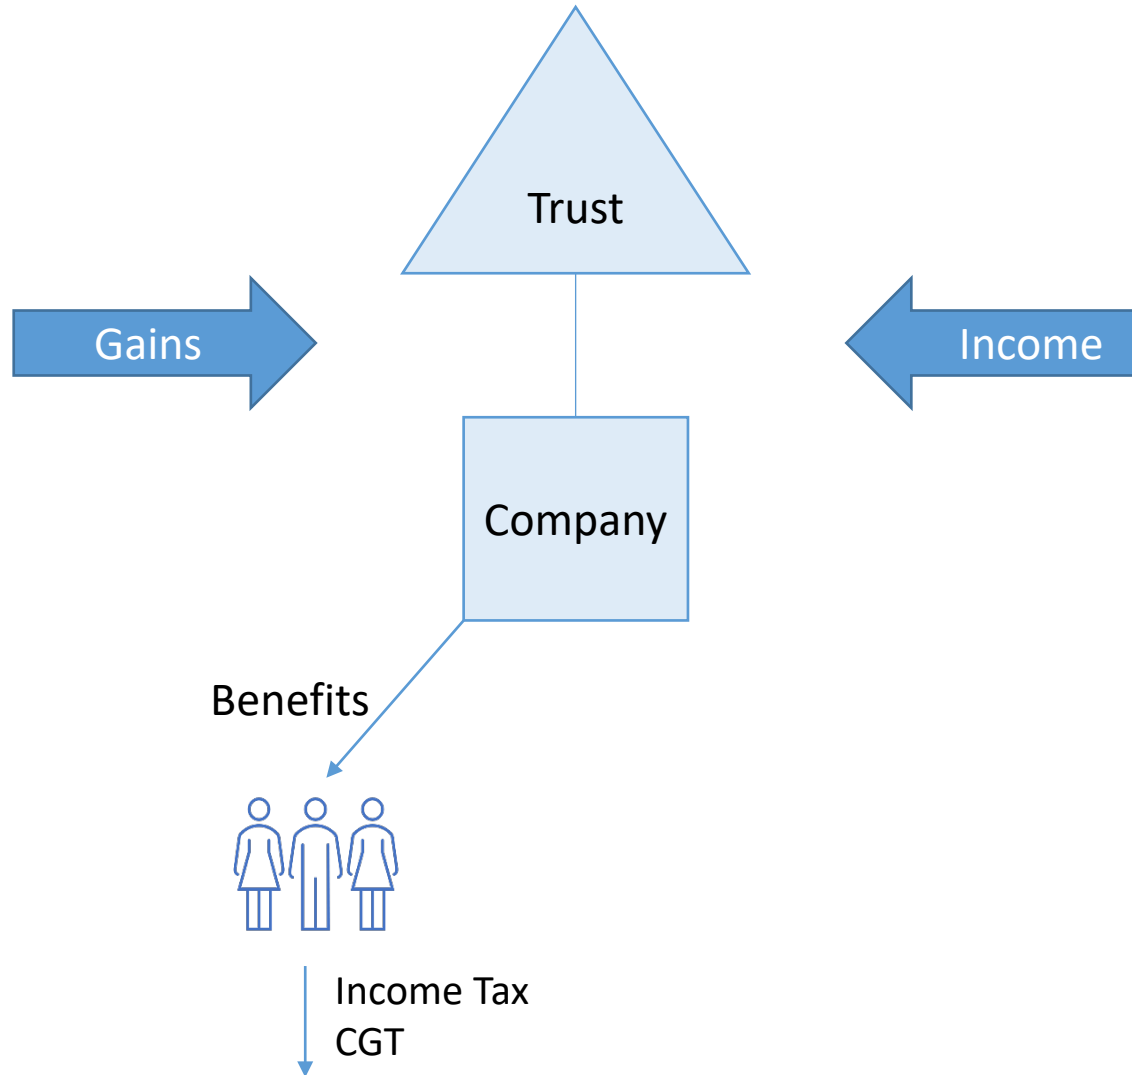 Trust
Gains
Income
Company
Benefits
Income Tax
CGT